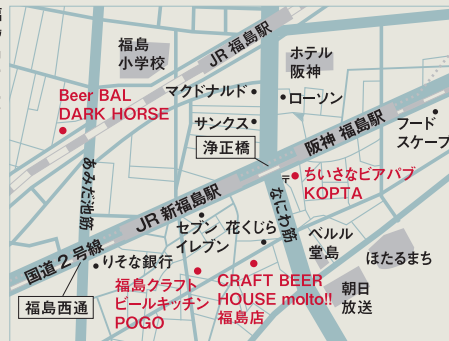 福島
小学校
JR 福島駅
ホテル
阪神
Beer BAL
DARK HORSE
マクドナルド
ローソン
サンクス
浄正橋
阪神 福島駅
フード
スケープ
ちいさなビアパブ
KOPTA
あみだ池筋
なにわ筋
JR 新福島駅
セブン
イレブン
花くじら
ベルル
堂島
ほたるまち
国道2号線
りそな銀行
福島西通
福島クラフト
ビールキッチン
POGO
CRAFT BEER
HOUSE molto!!
福島店
朝日
放送